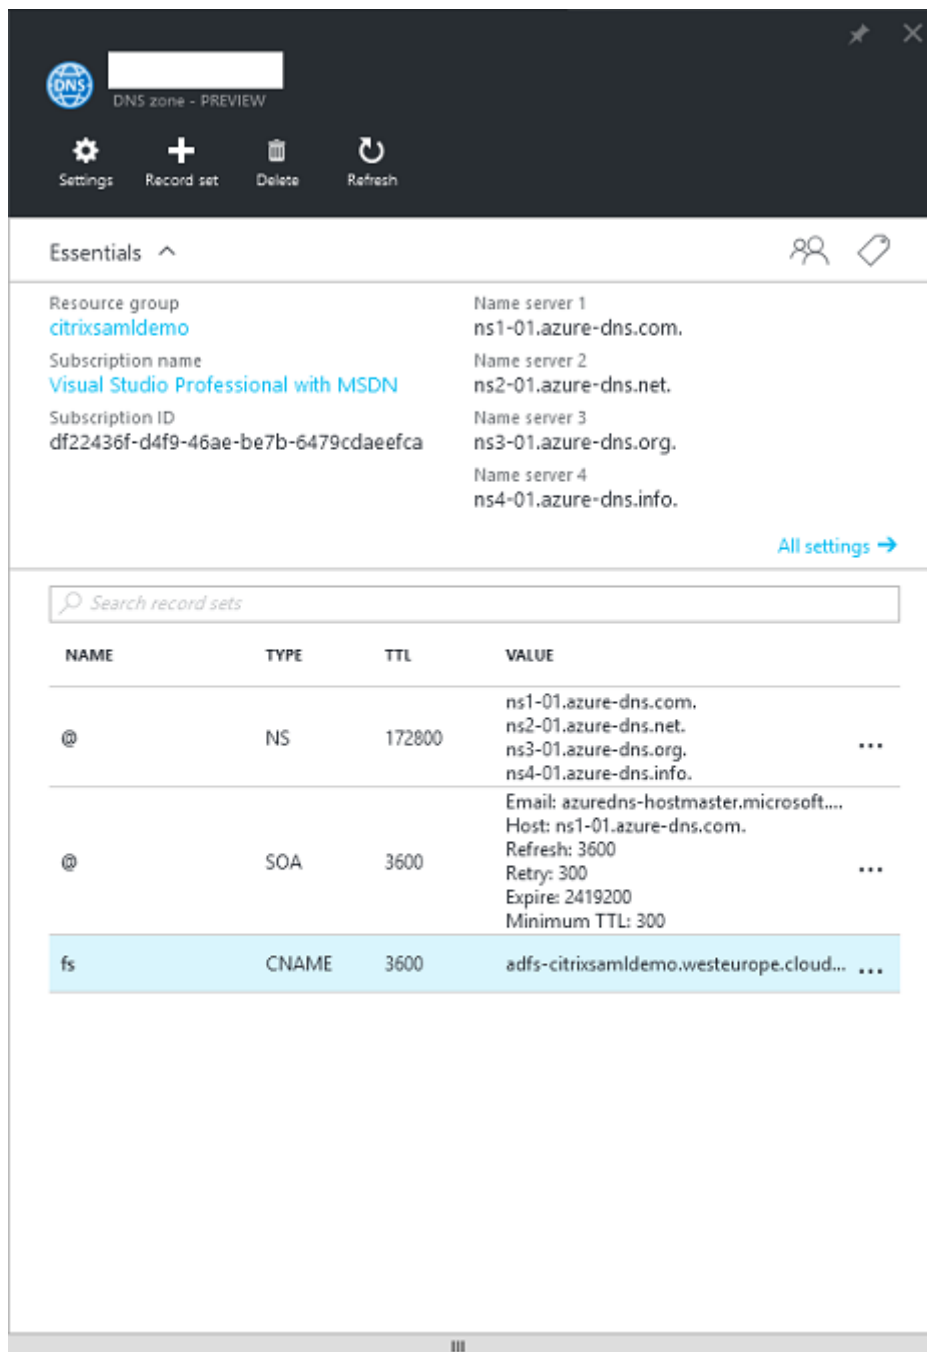 DNS
DNS zone - PREVIEW
Settings
Record set
Delete
Refresh
Essentials
Resource group
citrixsamldemo
Subscription name
Visual Studio Professional with MSDN
Subscription ID
df22436f-d4f9-46ae-be7b-6479cdaeefca
Name server 1
ns1-01.azure-dns.com.
Name server 2
ns2-01.azure-dns.net.
Name server 3
ns3-01.azure-dns.org.
Name server 4
ns4-01.azure-dns.info.
All settings →
Search record sets
NAME TYPE TTL VALUE
@ NS 172800 ns1-01.azure-dns.com.
ns2-01.azure-dns.net.
ns3-01.azure-dns.org.
ns4-01.azure-dns.info.
...
@ SOA 3600 Email: azuredns-hostmaster.microsoft....
Host: ns1-01.azure-dns.com.
Refresh: 3600
Retry: 300
Expire: 2419200
Minimum TTL: 300
...
fs CNAME 3600 adfs-citrixsamldemo.westeurope.cloud... ...